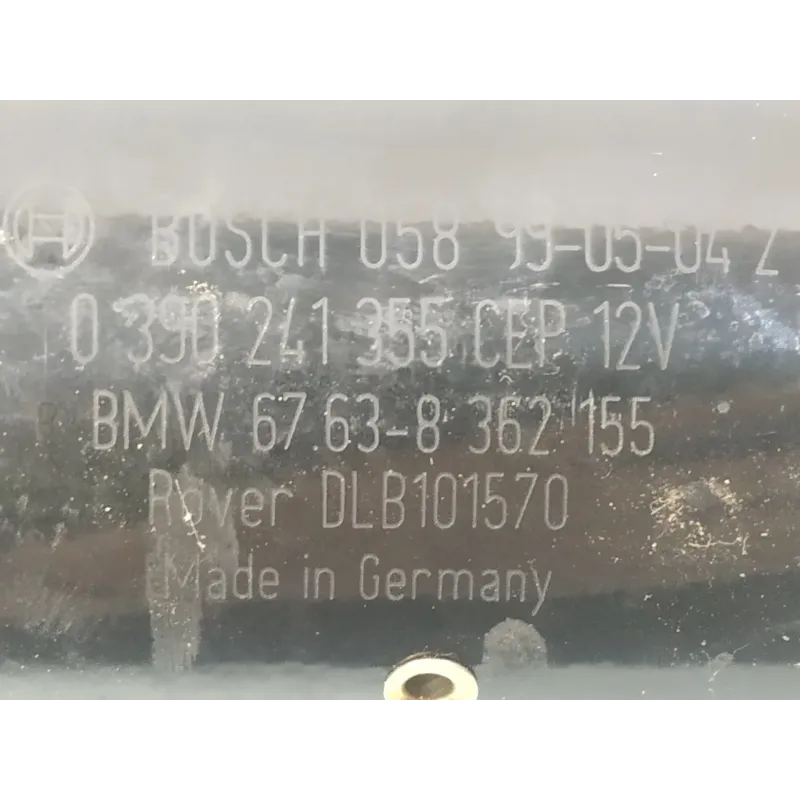 BOSCH 058 99-05-04 Z
0 390 241 355 CEP 12V
BMW 67.63-8 362 155
Rover DLB101570
Made in Germany